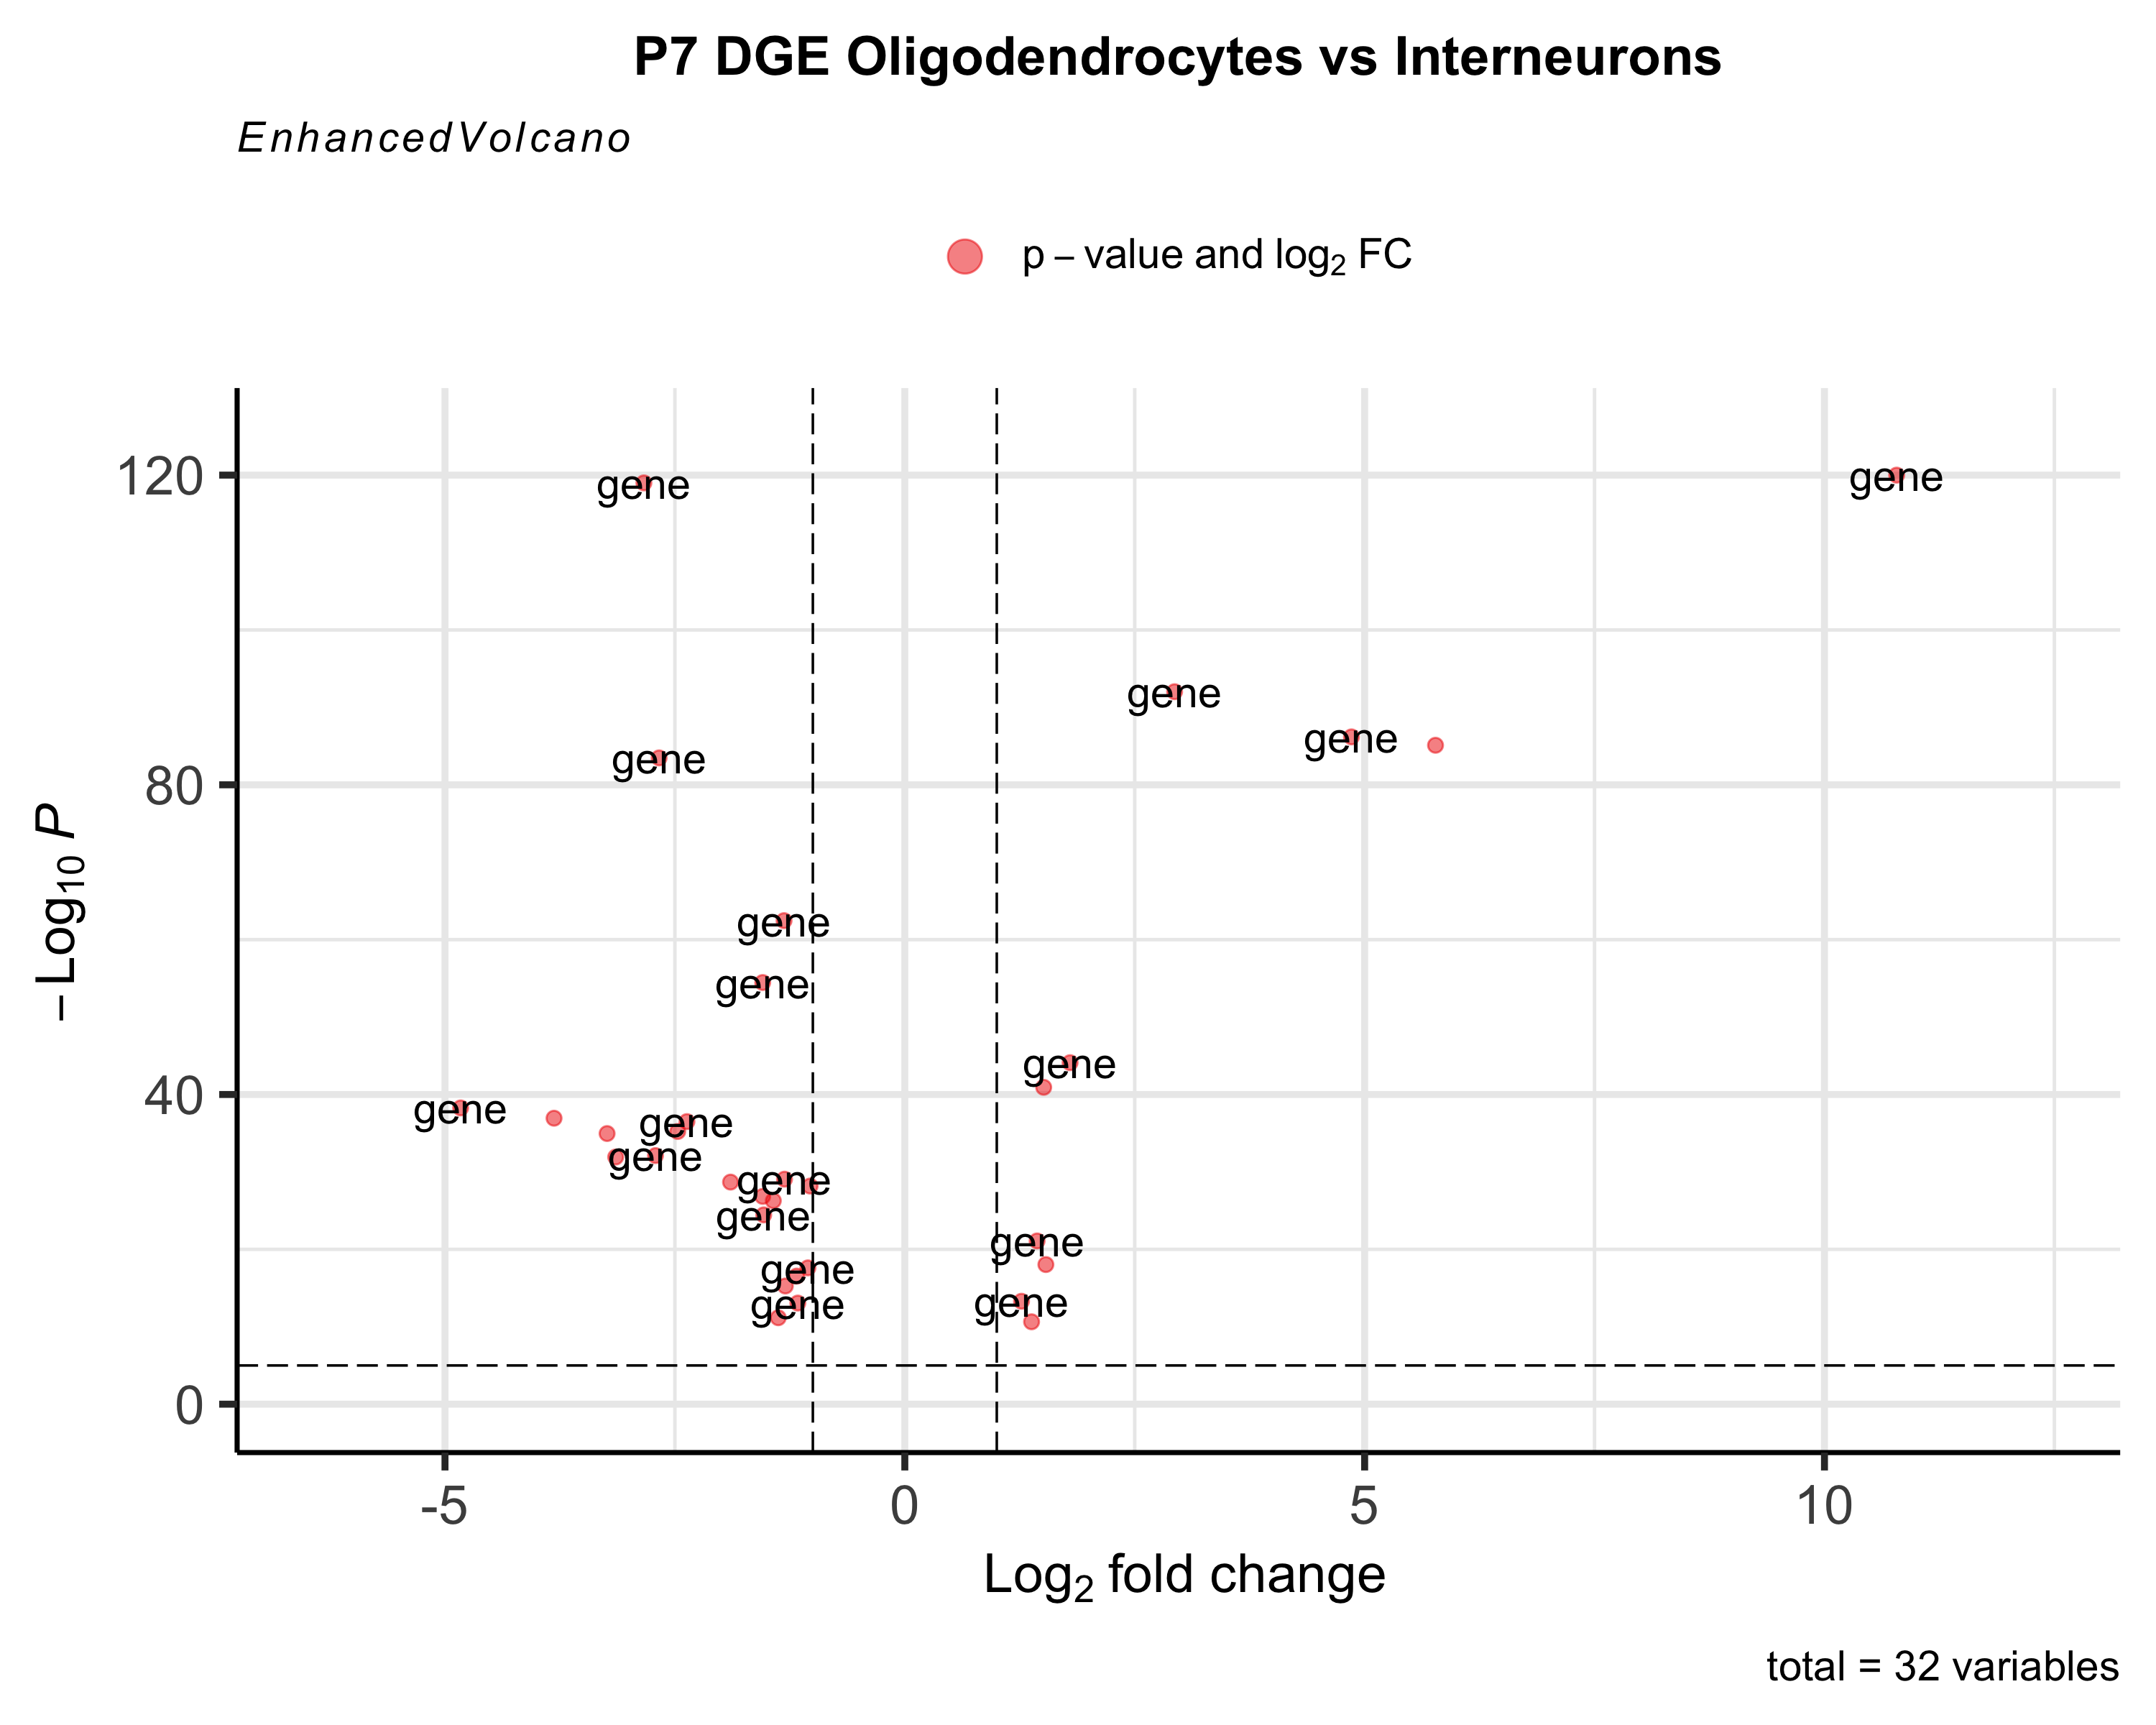 P7 DGE Oligodendrocytes vs Interneurons
EnhancedVolcano
p – value and log₂ FC
120
gene
gene
gene
gene
gene
80
gene
gene
gene
40
gene
gene
gene
gene
gene
gene
gene
gene
gene
0
– Log₁₀ P
-5 0 5 10
Log₂ fold change
total = 32 variables